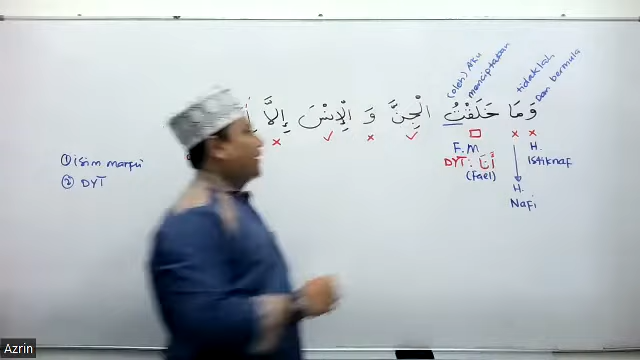 (oleh) Aku menciptakan
tidaklah
Dan bermula
وَ مَا خَلَقْتُ الْجِنَّ وَ الْإِنْسَ إِلَّا
① isim marfu'
② DYT
F.M
DYT : أَنَا
(Fael)
H.
Istiknaf
H.
Nafi
Azrin